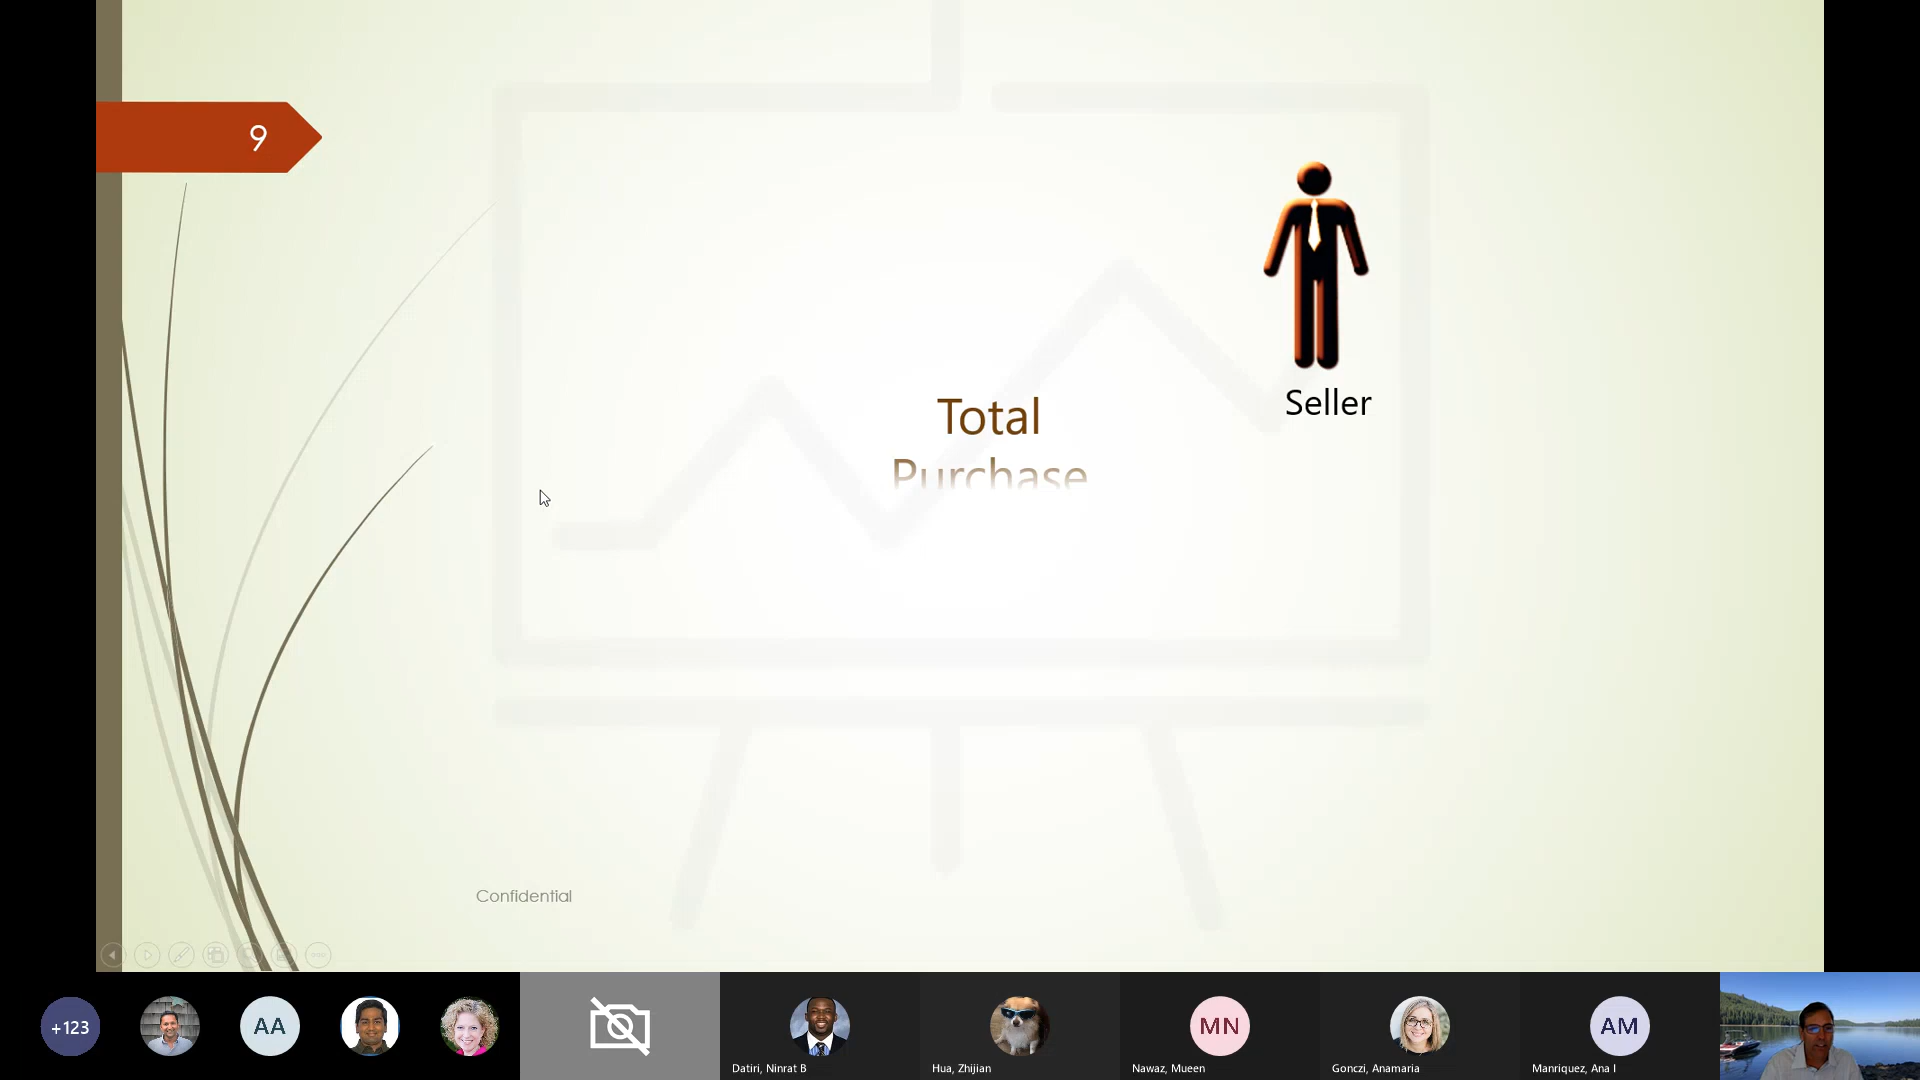 9
Seller
Total
Purchase
Confidential
+123
AA
MN
AM
Datiri, Ninrat B
Hua, Zhijian
Nawaz, Mueen
Gonczi, Anamaria
Manriquez, Ana I